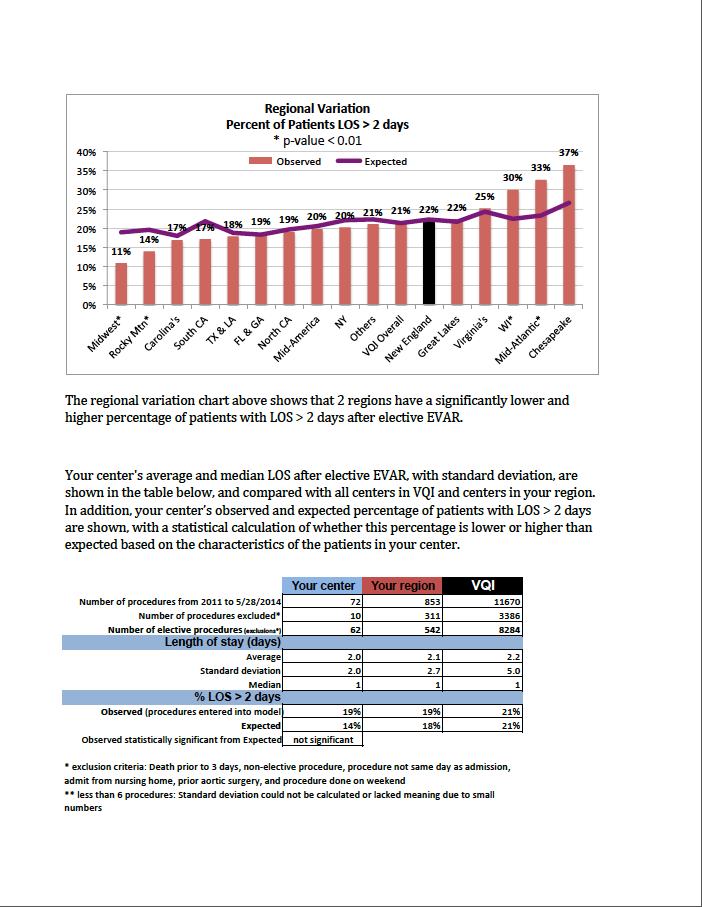 Regional Variation
Percent of Patients LOS > 2 days
* p-value < 0.01
Observed Expected
40%
35%
30%
25%
20%
15%
10%
5%
0%
11% 14% 17% 17% 18% 19% 19% 20% 20% 21% 21% 22% 22% 25% 30% 33% 37%
Midwest*
Rocky Mtn*
Carolina's
South CA
TX & LA
FL & GA
North CA
Mid-America
NY
Others
VQI Overall
New England
Great Lakes
Virginia's
WI*
Mid-Atlantic*
Chesapeake
The regional variation chart above shows that 2 regions have a significantly lower and
higher percentage of patients with LOS > 2 days after elective EVAR.
Your center's average and median LOS after elective EVAR, with standard deviation, are
shown in the table below, and compared with all centers in VQI and centers in your region.
In addition, your center's observed and expected percentage of patients with LOS > 2 days
are shown, with a statistical calculation of whether this percentage is lower or higher than
expected based on the characteristics of the patients in your center.
Your center Your region VQI
Number of procedures from 2011 to 5/28/2014 72 853 11670
Number of procedures excluded* 10 311 3386
Number of elective procedures (exclusions*) 62 542 8284
Length of stay (days)
Average 2.0 2.1 2.2
Standard deviation 2.0 2.7 5.0
Median 1 1 1
% LOS > 2 days
Observed (procedures entered into model) 19% 19% 21%
Expected 14% 18% 21%
Observed statistically significant from Expected not significant
* exclusion criteria: Death prior to 3 days, non-elective procedure, procedure not same day as admission,
admit from nursing home, prior aortic surgery, and procedure done on weekend
** less than 6 procedures: Standard deviation could not be calculated or lacked meaning due to small
numbers